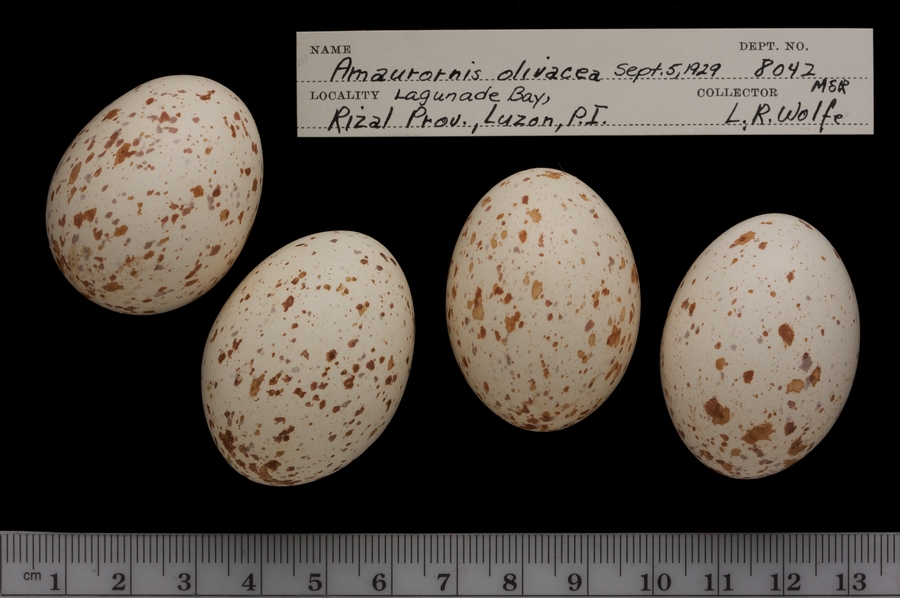 NAME DEPT. NO.
Amaurornis olivacea Sept. 5, 1929 8042
LOCALITY Lagunade Bay, COLLECTOR MSR
Rizal Prov., Luzon, P.I. L.R. Wolfe
cm 1 2 3 4 5 6 7 8 9 10 11 12 13